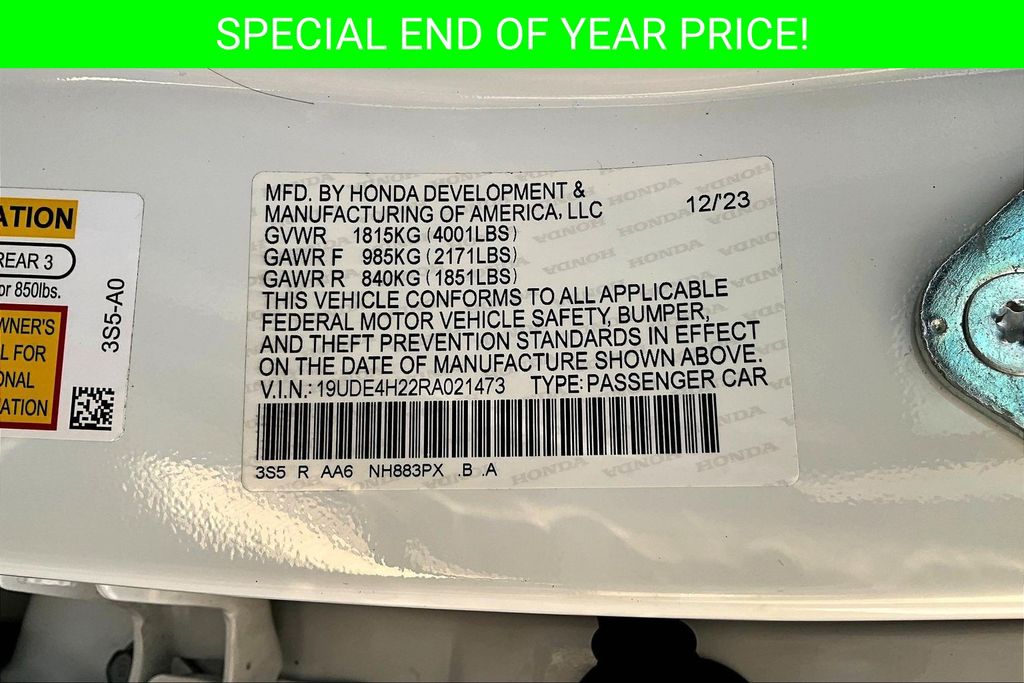 SPECIAL END OF YEAR PRICE!
MFD. BY HONDA DEVELOPMENT &
MANUFACTURING OF AMERICA, LLC 12/'23
GVWR 1815KG (4001LBS)
GAWR F 985KG (2171LBS)
GAWR R 840KG (1851LBS)
THIS VEHICLE CONFORMS TO ALL APPLICABLE
FEDERAL MOTOR VEHICLE SAFETY, BUMPER,
AND THEFT PREVENTION STANDARDS IN EFFECT
ON THE DATE OF MANUFACTURE SHOWN ABOVE.
V.I.N.: 19UDE4H22RA021473 TYPE: PASSENGER CAR
3S5 R AA6 NH883PX .B .A
ATION
REAR 3
or 850lbs.
WNER'S
L FOR
ONAL
ATION
3S5-A0